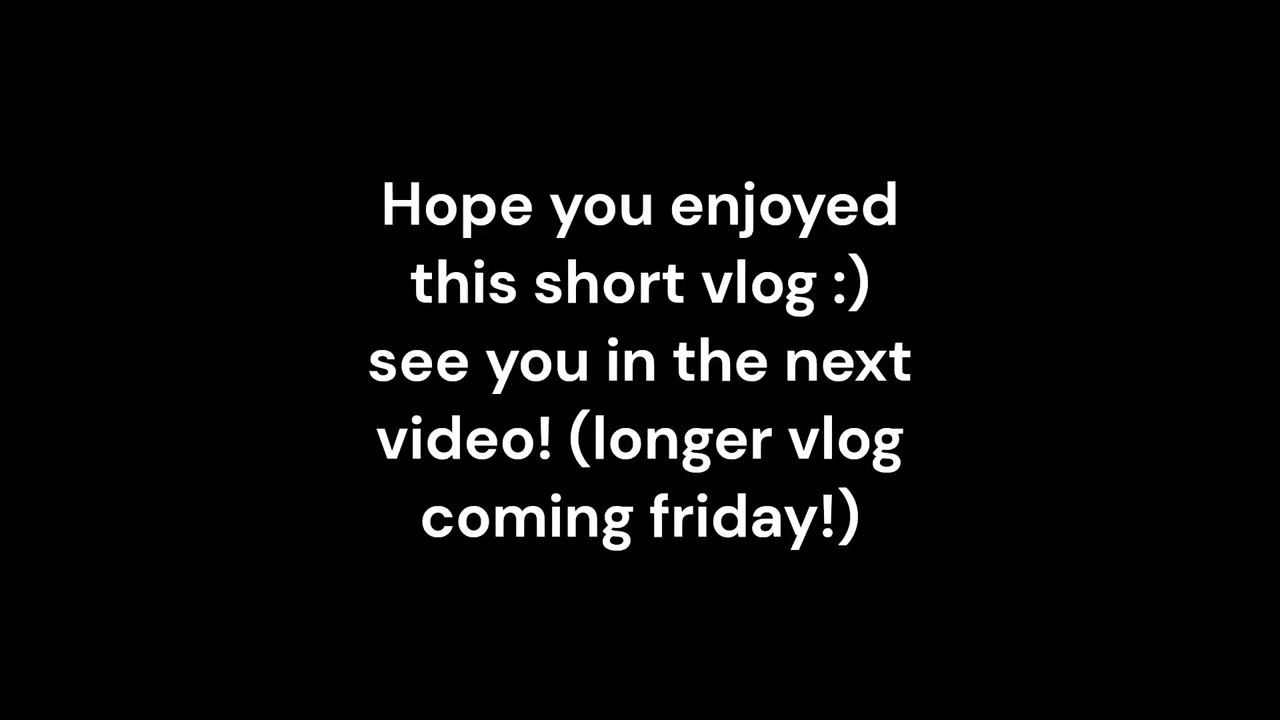 Hope you enjoyed
this short vlog :)
see you in the next
video! (longer vlog
coming friday!)